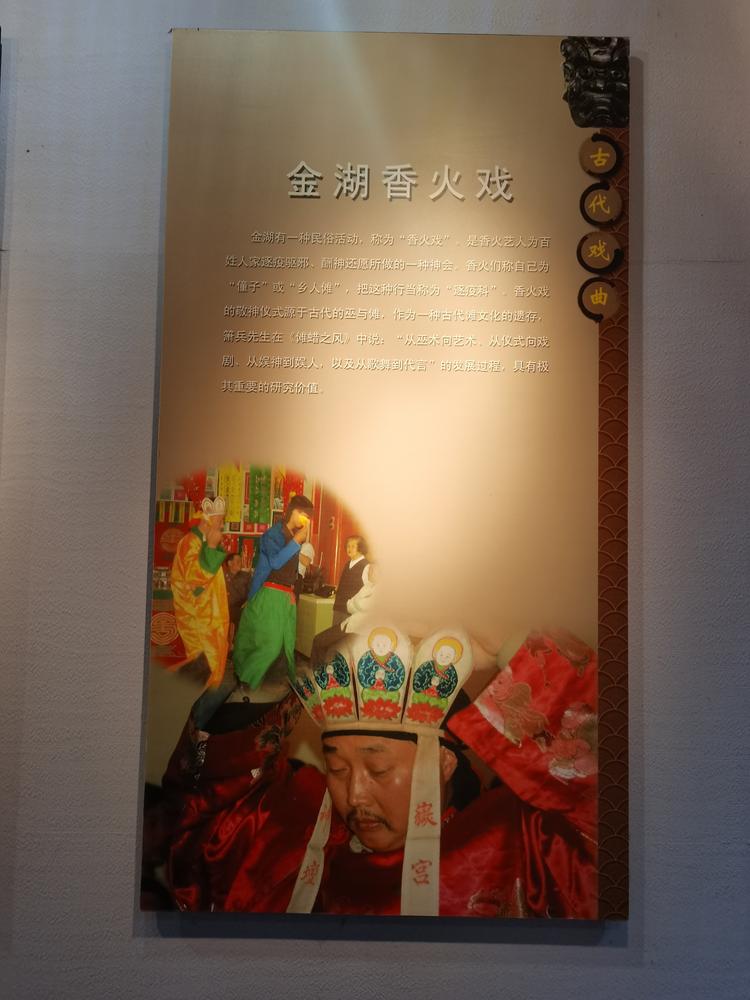 金湖香火戏
金湖有一种民俗活动，称为“香火戏”。是香火艺人为百
姓人家逐疫驱邪、酬神还愿所做的一种神会。香火们称自己为
“僮子”或“乡人傩”，把这种行当称为“逐疫科”。香火戏
的敬神仪式源于古代的巫与傩，作为一种古代傩文化的遗存，
萧兵先生在《傩蜡之风》中说：“从巫术向艺术、从仪式向戏
剧、从娱神到娱人，以及从歌舞到代言”的发展过程，具有极
其重要的研究价值。
古代戏曲
壇
宫